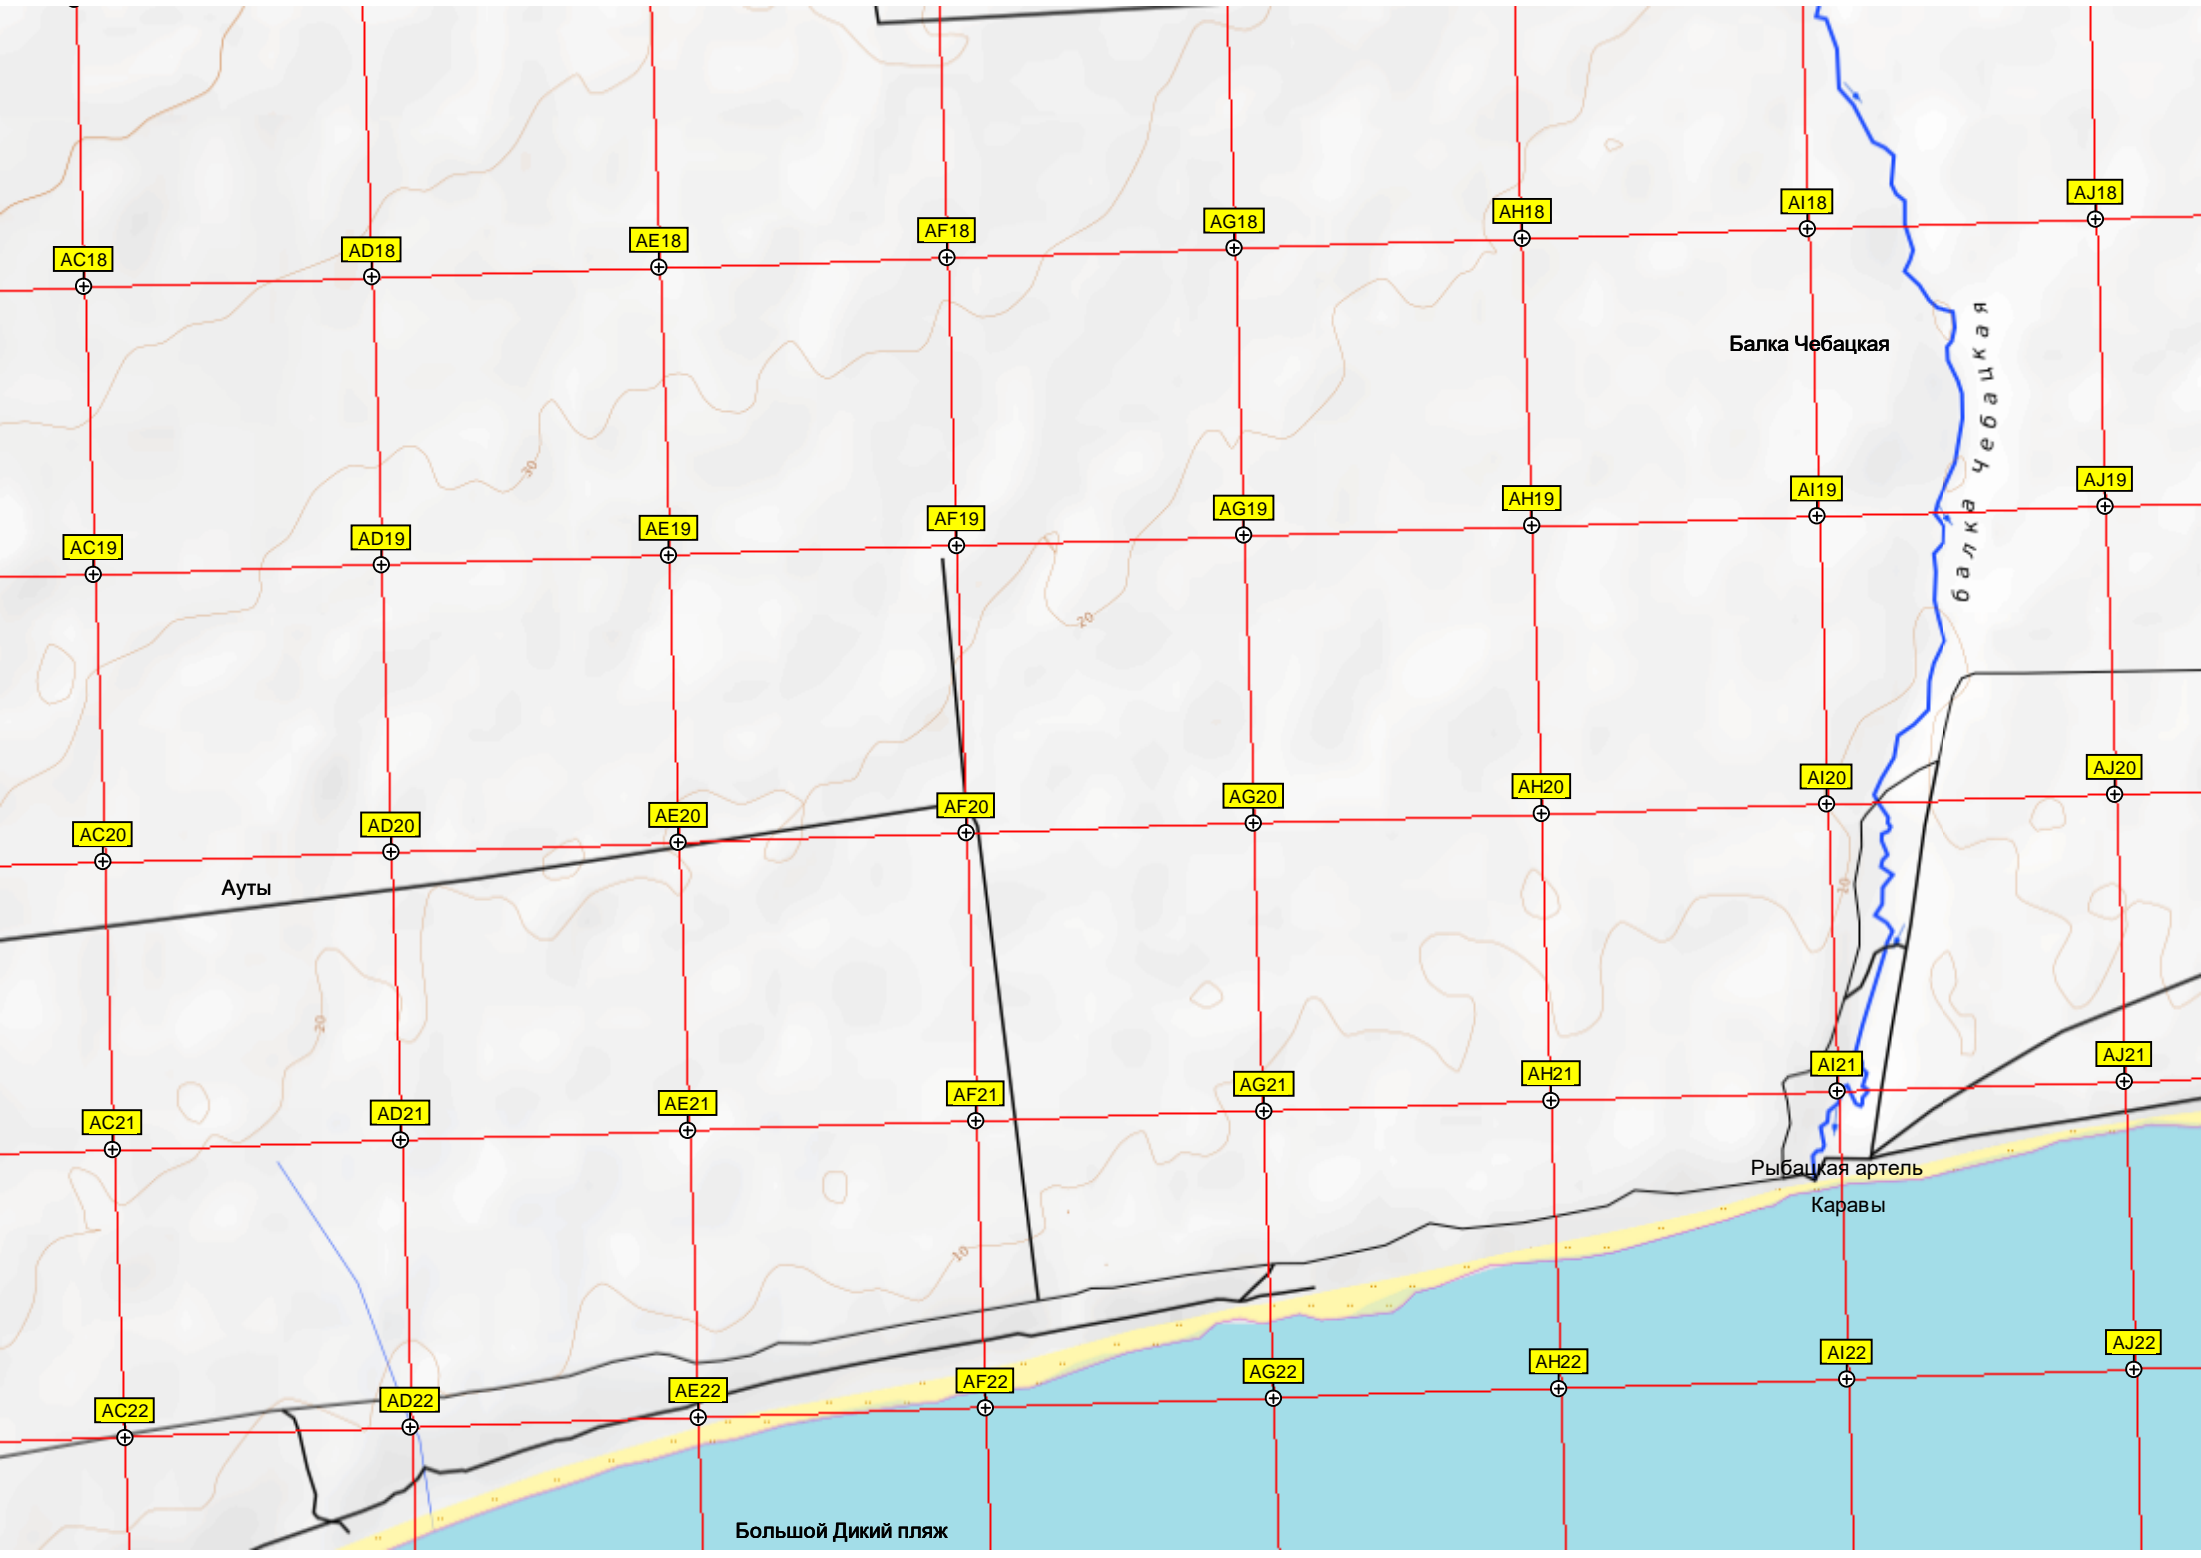 AC18 AD18 AE18 AF18 AG18 AH18 AI18 AJ18
Балка Чебацкая
балка Чебацкая
30
AC19 AD19 AE19 AF19 AG19 AH19 AI19 AJ19
20
AC20 AD20 AE20 AF20 AG20 AH20 AI20 AJ20
Ауты
10
20
AC21 AD21 AE21 AF21 AG21 AH21 AI21 AJ21
Рыбацкая артель
Каравы
10
AC22 AD22 AE22 AF22 AG22 AH22 AI22 AJ22
Большой Дикий пляж